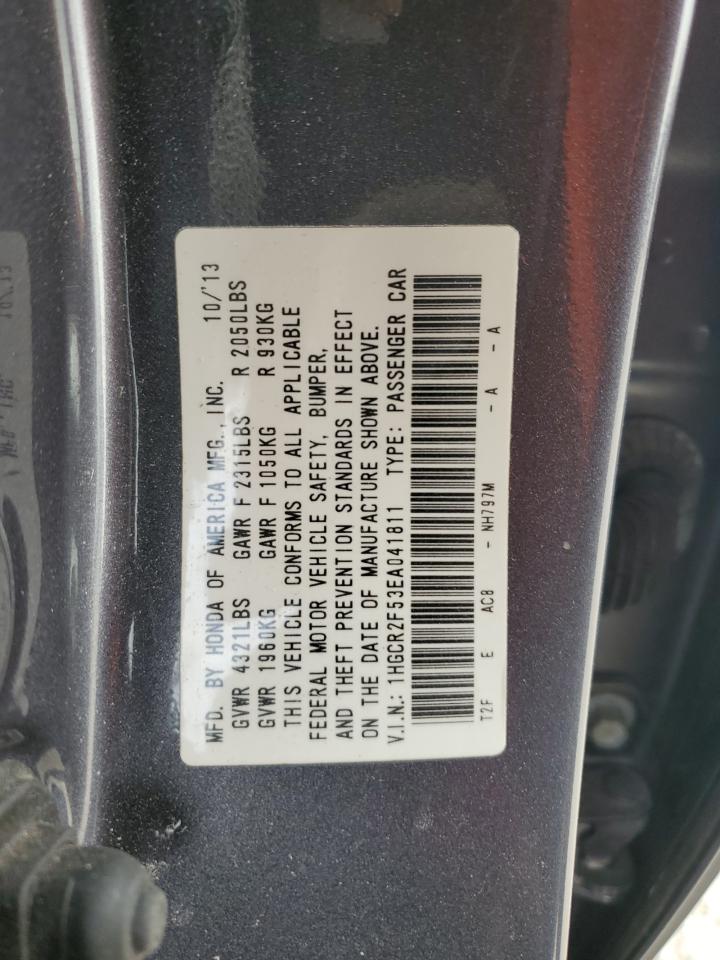 MFD. BY HONDA OF AMERICA MFG., INC. 10/'13
GVWR 4321LBS GAWR F 2315LBS R 2050LBS
GVWR 1960KG GAWR F 1050KG R 930KG
THIS VEHICLE CONFORMS TO ALL APPLICABLE
FEDERAL MOTOR VEHICLE SAFETY, BUMPER,
AND THEFT PREVENTION STANDARDS IN EFFECT
ON THE DATE OF MANUFACTURE SHOWN ABOVE.
V.I.N.: 1HGCR2F53EA041811 TYPE: PASSENGER CAR
T2F E AC8 - NH797M - A - A